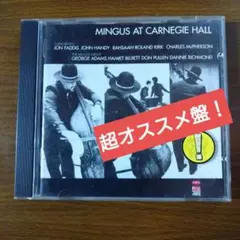 MINGUS AT CARNEGIE HALL
JON FADDIS JOHN HANDY RAHSAAN ROLAND KIRK CHARLES McPHERSON
GEORGE ADAMS, HAMIET BLUIETT DON PULLEN DANNIE RICHMOND
超オススメ盤！